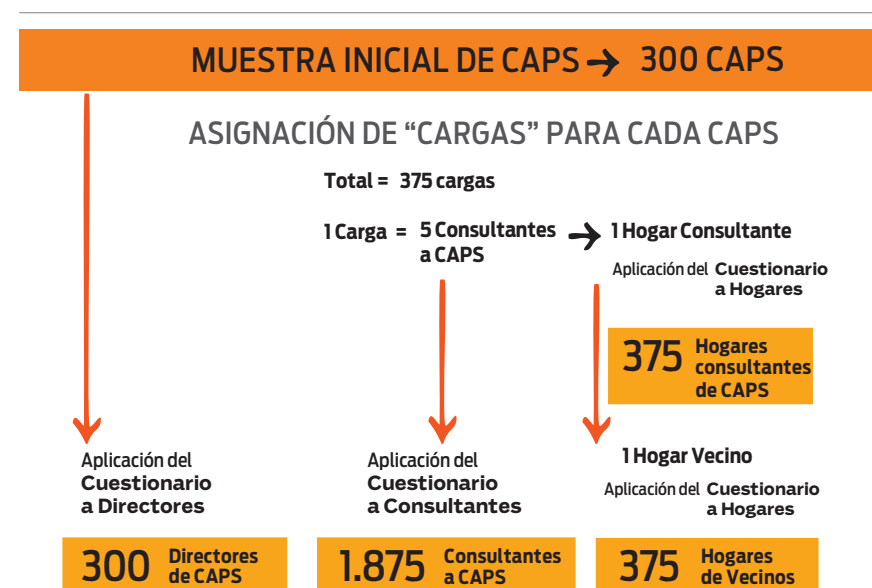 MUESTRA INICIAL DE CAPS → 300 CAPS
ASIGNACIÓN DE “CARGAS” PARA CADA CAPS
Total = 375 cargas
1 Carga = 5 Consultantes
a CAPS
→ 1 Hogar Consultante
Aplicación del Cuestionario
a Hogares
375 Hogares
consultantes
de CAPS
Aplicación del
Cuestionario
a Directores
300 Directores
de CAPS
Aplicación del
Cuestionario
a Consultantes
1.875 Consultantes
a CAPS
1 Hogar Vecino
Aplicación del Cuestionario
a Hogares
375 Hogares
de Vecinos